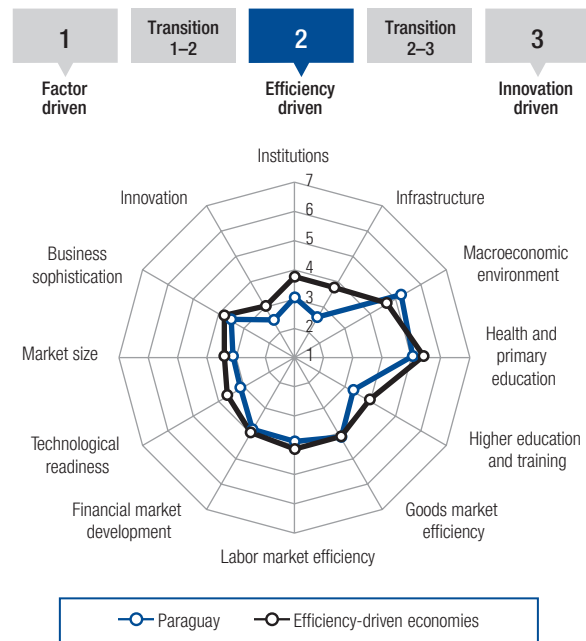 1
Transition
1–2
2
Transition
2–3
3
Factor
driven
Efficiency
driven
Innovation
driven
Institutions
7
6
5
4
3
2
1
Innovation
Infrastructure
Business
sophistication
Macroeconomic
environment
Market size
Health and
primary
education
Technological
readiness
Higher education
and training
Financial market
development
Goods market
efficiency
Labor market efficiency
Paraguay
Efficiency-driven economies